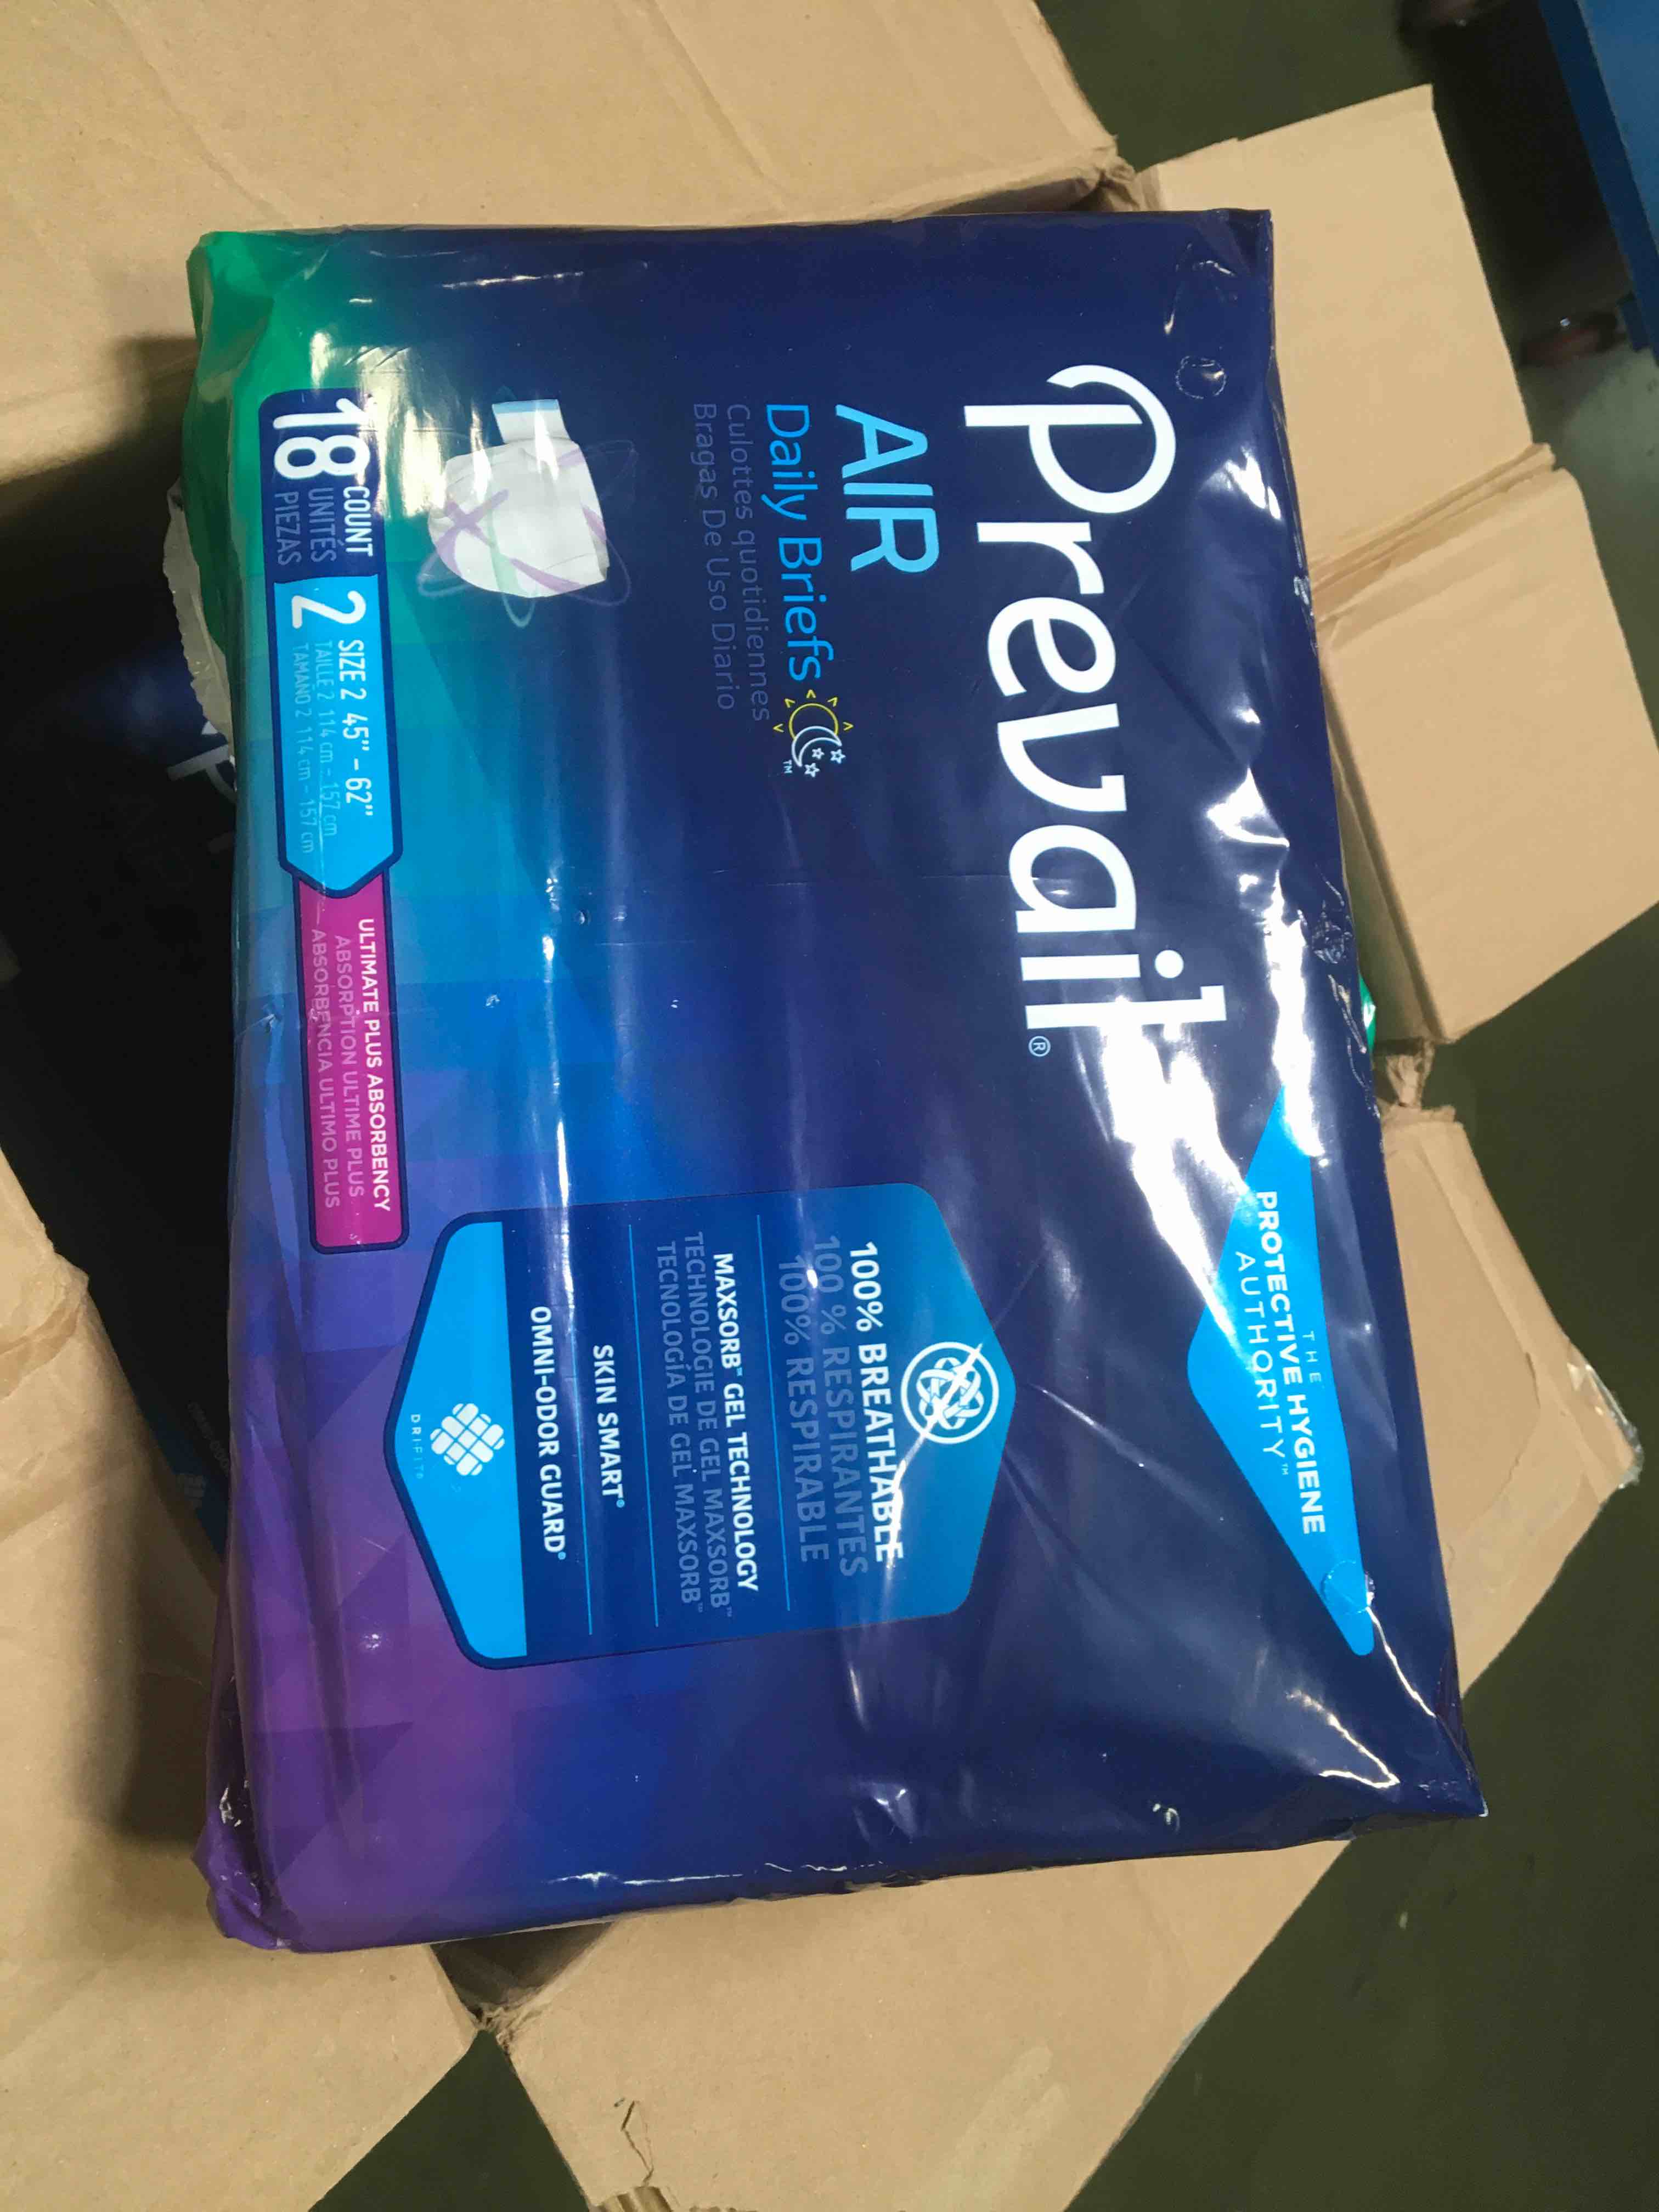 Prevail®
AIR
Daily Briefs™
Culottes quotidiennes
Bragas De Uso Diario
THE
PROTECTIVE HYGIENE
AUTHORITY™
100% BREATHABLE
100 % RESPIRANTES
100% RESPIRABLE
MAXSORB™ GEL TECHNOLOGY
TECHNOLOGIE DE GEL MAXSORB™
TECNOLOGÍA DE GEL MAXSORB™
SKIN SMART®
OMNI-ODOR GUARD®
DRIFIT®
18 COUNT
UNITÉS
PIEZAS
2 SIZE 2 45" – 62"
TAILLE 2 114 cm – 157 cm
TAMAÑO 2 114 cm – 157 cm
ULTIMATE PLUS ABSORBENCY
ABSORPTION ULTIME PLUS
ABSORBENCIA ULTIMO PLUS